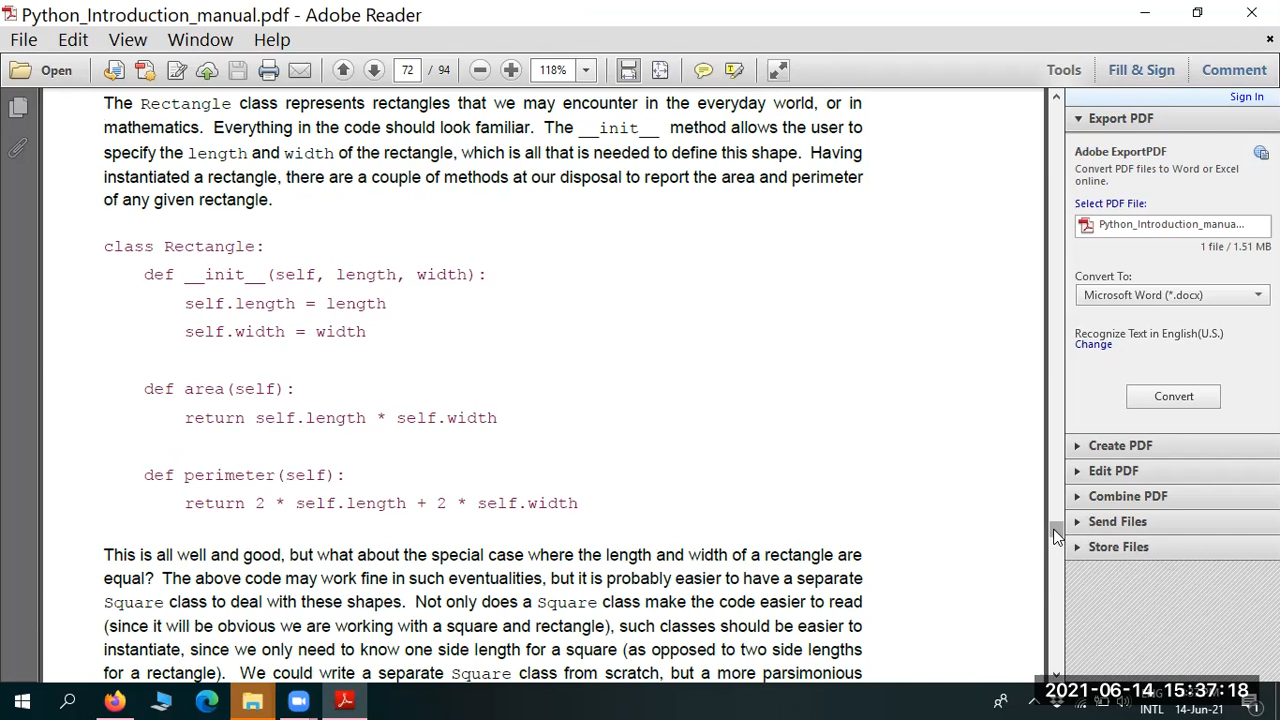 Python_Introduction_manual.pdf - Adobe Reader
File Edit View Window Help
Open 72 / 94 118% Tools Fill & Sign Comment
Sign In
The Rectangle class represents rectangles that we may encounter in the everyday world, or in
mathematics. Everything in the code should look familiar. The __init__ method allows the user to
specify the length and width of the rectangle, which is all that is needed to define this shape. Having
instantiated a rectangle, there are a couple of methods at our disposal to report the area and perimeter
of any given rectangle.
class Rectangle:
def __init__(self, length, width):
self.length = length
self.width = width
def area(self):
return self.length * self.width
def perimeter(self):
return 2 * self.length + 2 * self.width
This is all well and good, but what about the special case where the length and width of a rectangle are
equal? The above code may work fine in such eventualities, but it is probably easier to have a separate
Square class to deal with these shapes. Not only does a Square class make the code easier to read
(since it will be obvious we are working with a square and rectangle), such classes should be easier to
instantiate, since we only need to know one side length for a square (as opposed to two side lengths
for a rectangle). We could write a separate Square class from scratch, but a more parsimonious
Export PDF
Adobe ExportPDF
Convert PDF files to Word or Excel
online.
Select PDF File:
Python_Introduction_manua...
1 file / 1.51 MB
Convert To:
Microsoft Word (*.docx)
Recognize Text in English(U.S.)
Change
Convert
Create PDF
Edit PDF
Combine PDF
Send Files
Store Files
2021-06-14 15:37:18
INTL 14-Jun-21